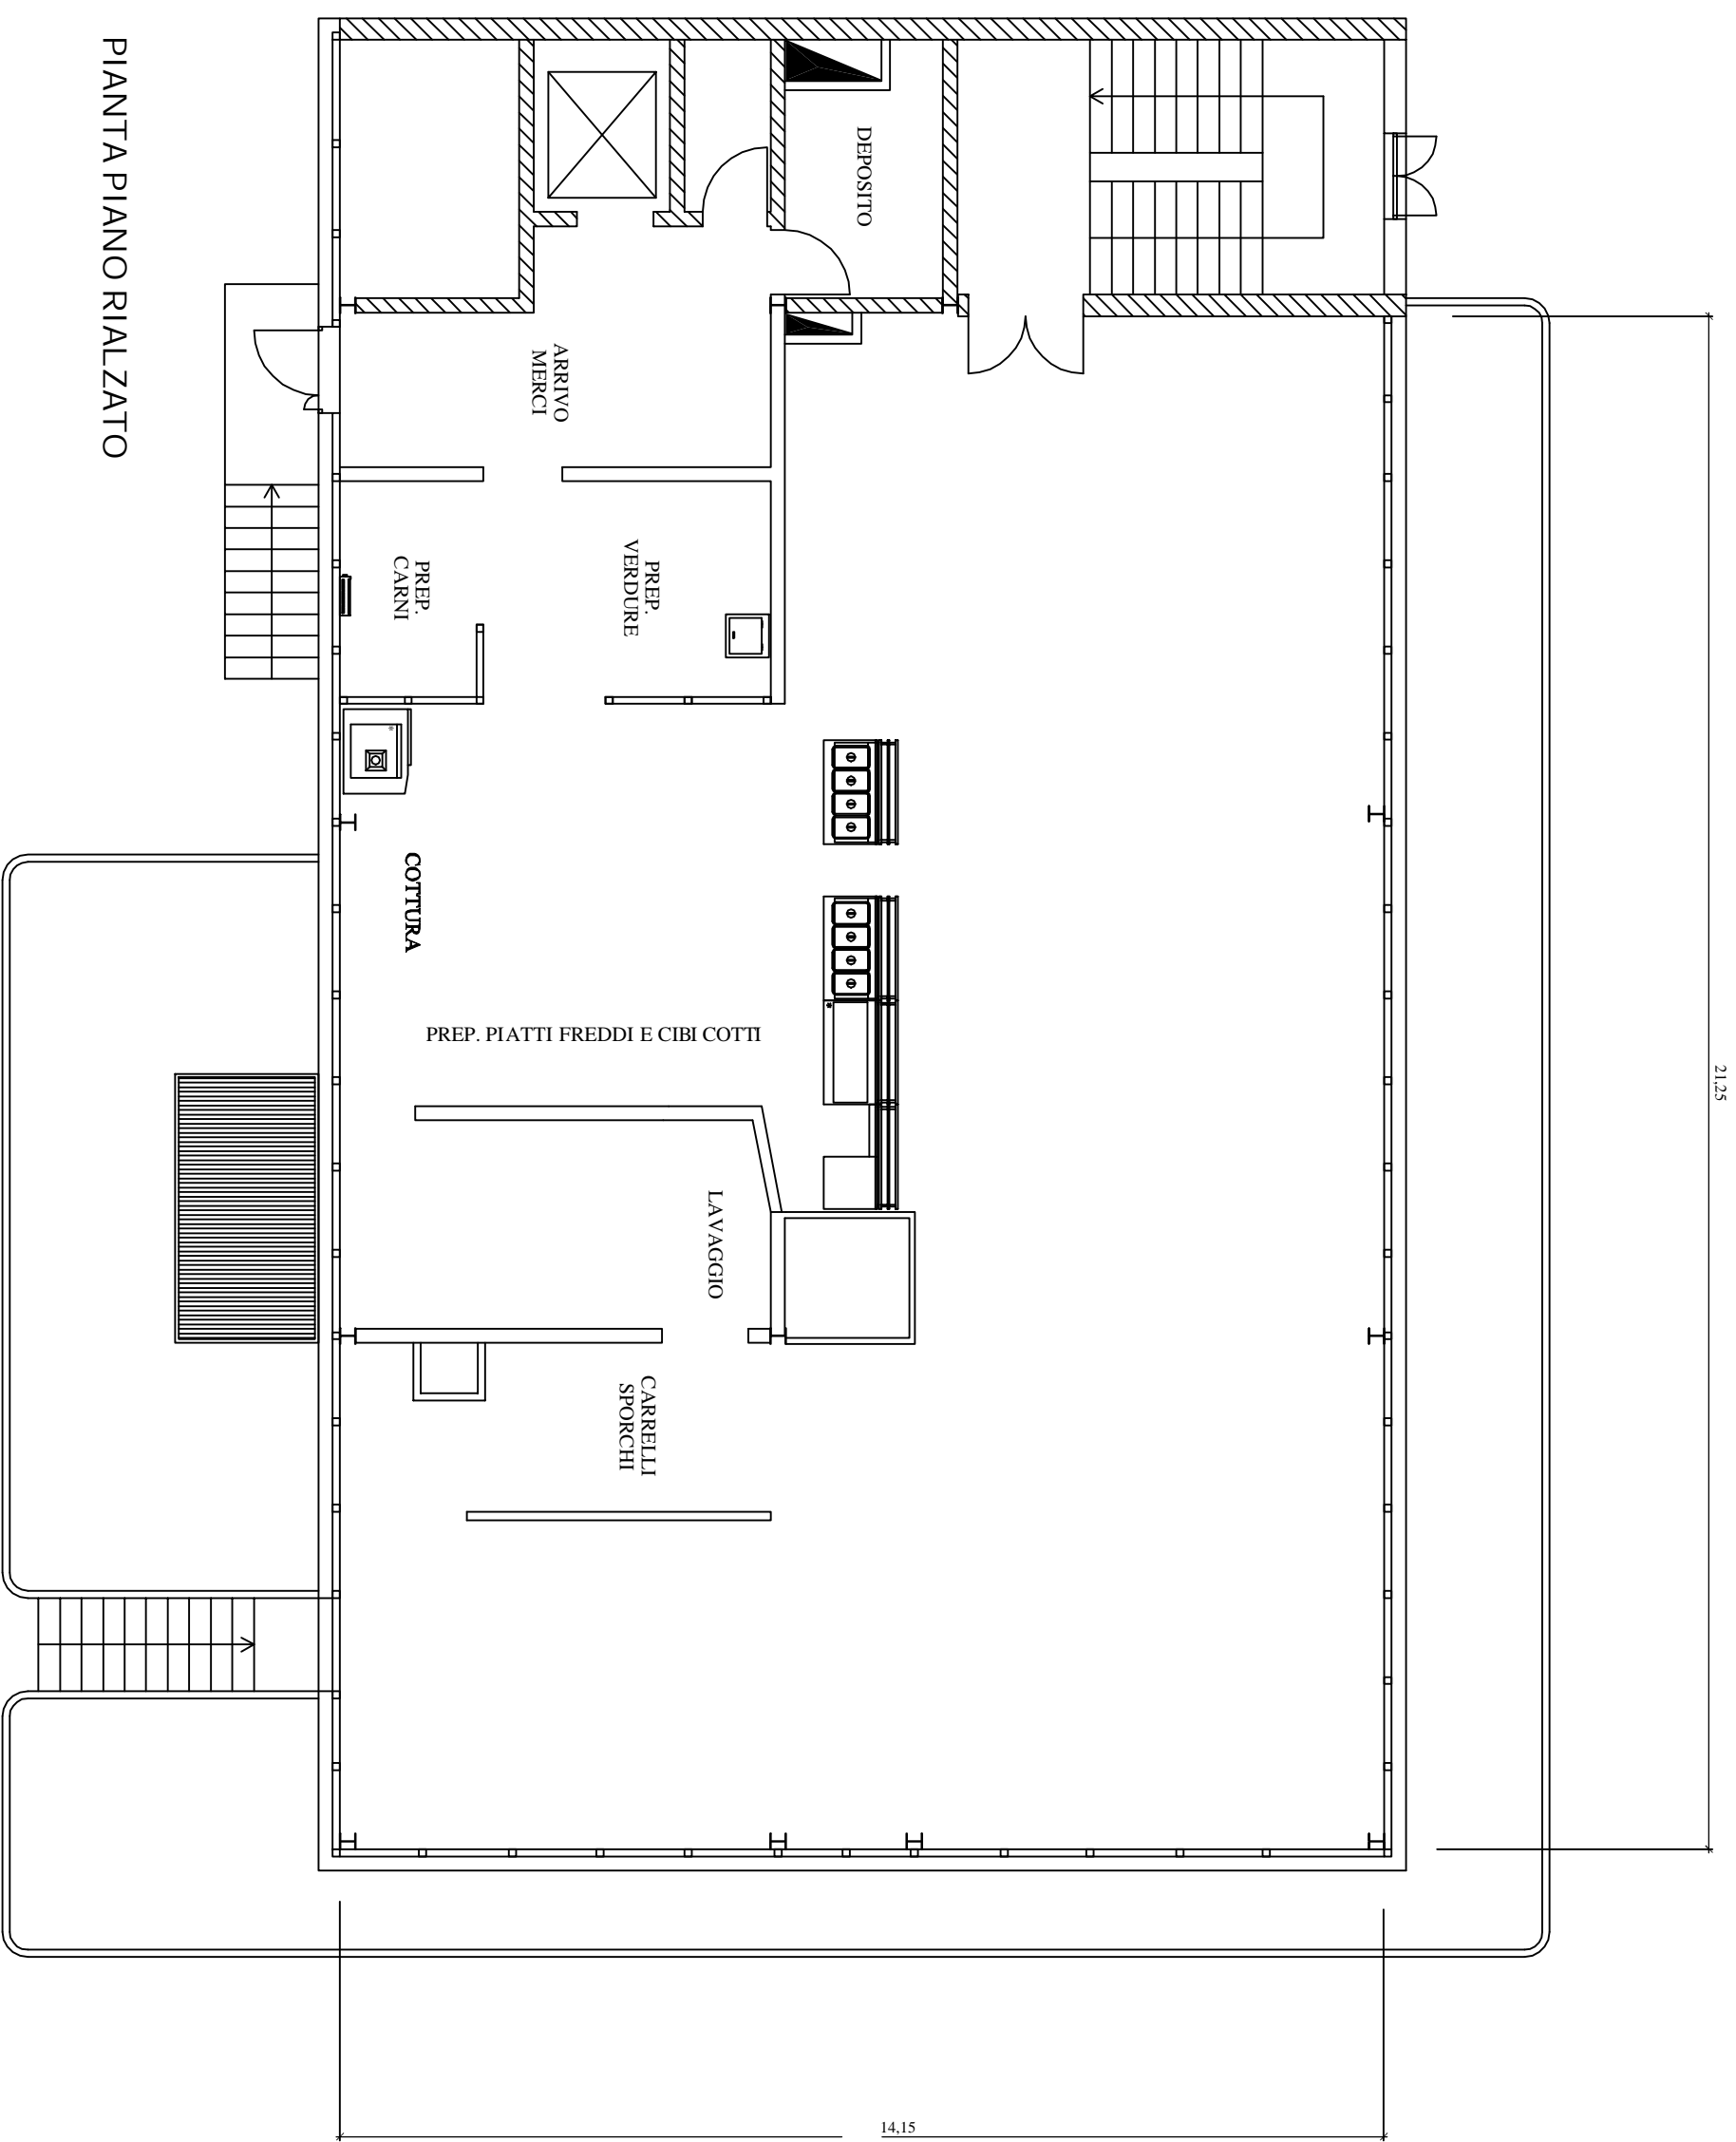 PIANTA PIANO RIALZATO
DEPOSITO
ARRIVO
MERCI
PREP.
CARNI
PREP.
VERDURE
COTTURA
PREP. PIATTI FREDDI E CIBI COTTI
LAVAGGIO
CARRELLI
SPORCHI
21,25
14,15